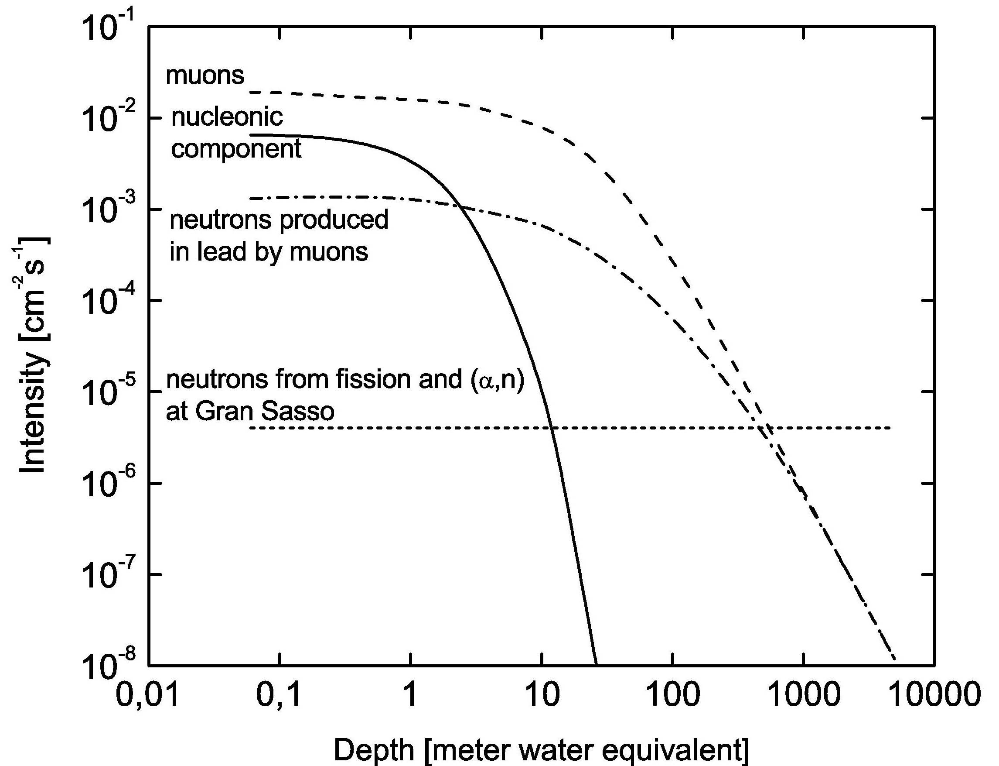 10⁻¹
10⁻²
10⁻³
10⁻⁴
10⁻⁵
10⁻⁶
10⁻⁷
10⁻⁸
Intensity [cm⁻² s⁻¹]
muons
nucleonic
component
neutrons produced
in lead by muons
neutrons from fission and (α,n)
at Gran Sasso
0,01 0,1 1 10 100 1000 10000
Depth [meter water equivalent]